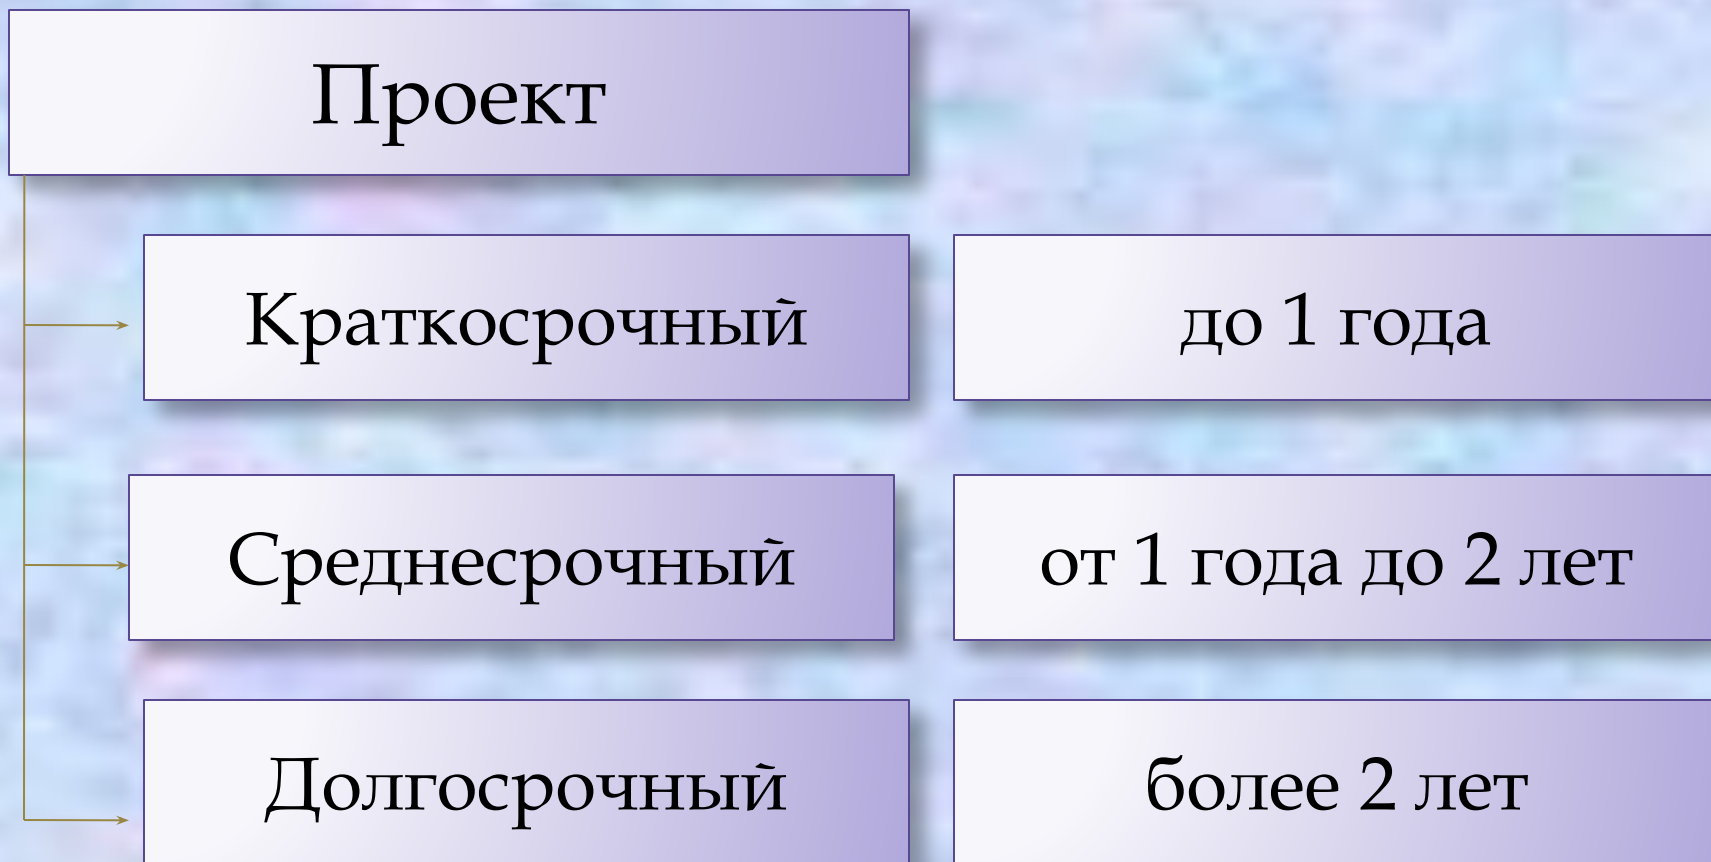 Проект
Краткосрочный
до 1 года
Среднесрочный
от 1 года до 2 лет
Долгосрочный
более 2 лет